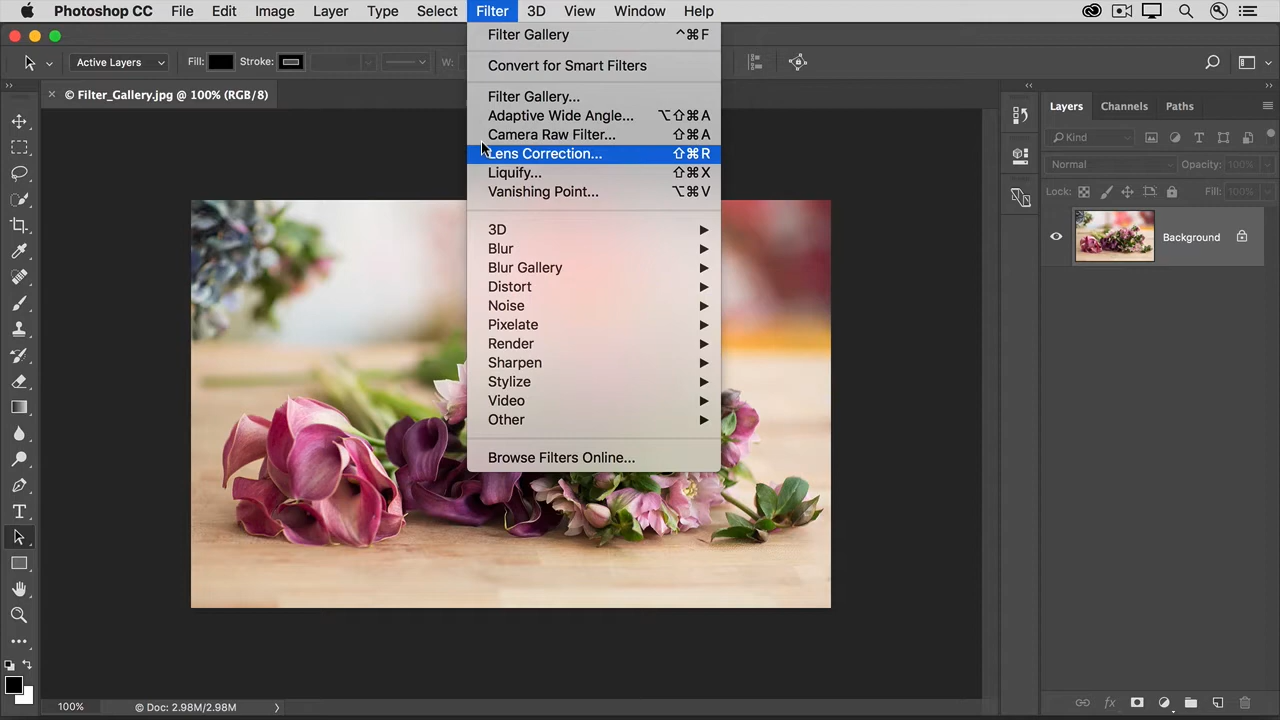 Photoshop CC File Edit Image Layer Type Select Filter 3D View Window Help
Active Layers Fill: Stroke: W:
× © Filter_Gallery.jpg @ 100% (RGB/8)
Filter Gallery ^⌘F
Convert for Smart Filters
Filter Gallery...
Adaptive Wide Angle... ⌥⇧⌘A
Camera Raw Filter... ⇧⌘A
Lens Correction... ⇧⌘R
Liquify... ⇧⌘X
Vanishing Point... ⌥⌘V
3D
Blur
Blur Gallery
Distort
Noise
Pixelate
Render
Sharpen
Stylize
Video
Other
Browse Filters Online...
Layers Channels Paths
Kind
Normal Opacity: 100%
Lock: Fill: 100%
Background
100% © Doc: 2.98M/2.98M